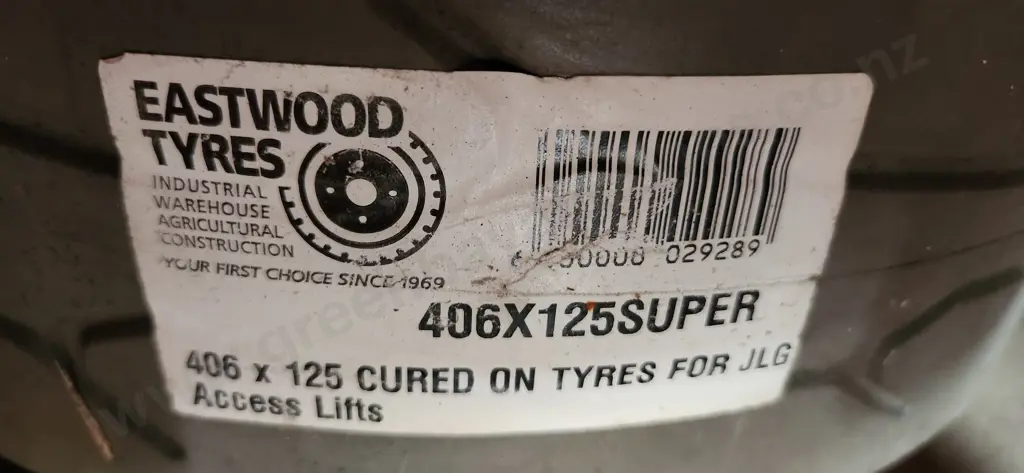 EASTWOOD
TYRES
INDUSTRIAL
WAREHOUSE
AGRICULTURAL
CONSTRUCTION
YOUR FIRST CHOICE SINCE 1969
029289
406X125SUPER
406 x 125 CURED ON TYRES FOR JLG
Access Lifts